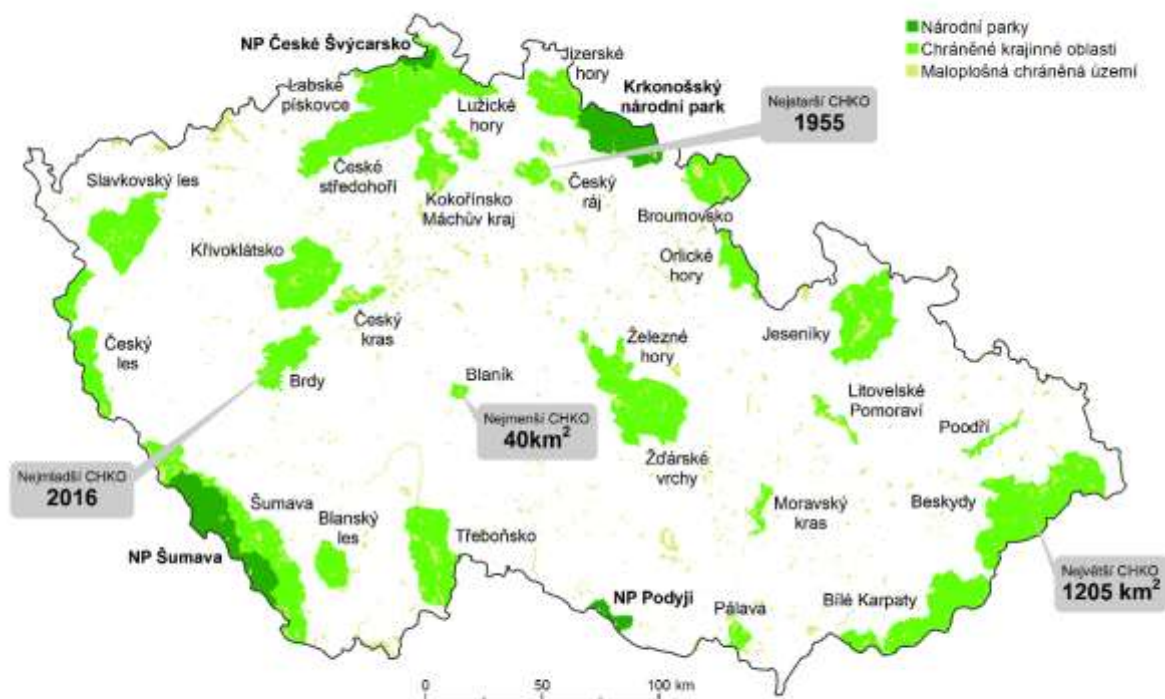 Národní parky
Chráněné krajinné oblasti
Maloplošná chráněná území
NP České Švýcarsko
Jizerské
hory
Labské
pískovce
Lužické
hory
Krkonošský
národní park
Nejstarší CHKO
1955
České
středohoří
Kokořínsko
Máchův kraj
Český
ráj
Broumovsko
Slavkovský les
Křivoklátsko
Orlické
hory
Český
kras
Český
les
Brdy
Blaník
Železné
hory
Jeseníky
Litovelské
Pomoraví
Poodří
Nejmenší CHKO
40km²
Nejmladší CHKO
2016
Žďárské
vrchy
Šumava
Blanský
les
Třeboňsko
Moravský
kras
Beskydy
NP Šumava
NP Podyjí
Pálava
Bílé Karpaty
Největší CHKO
1205 km²
0 50 100 km